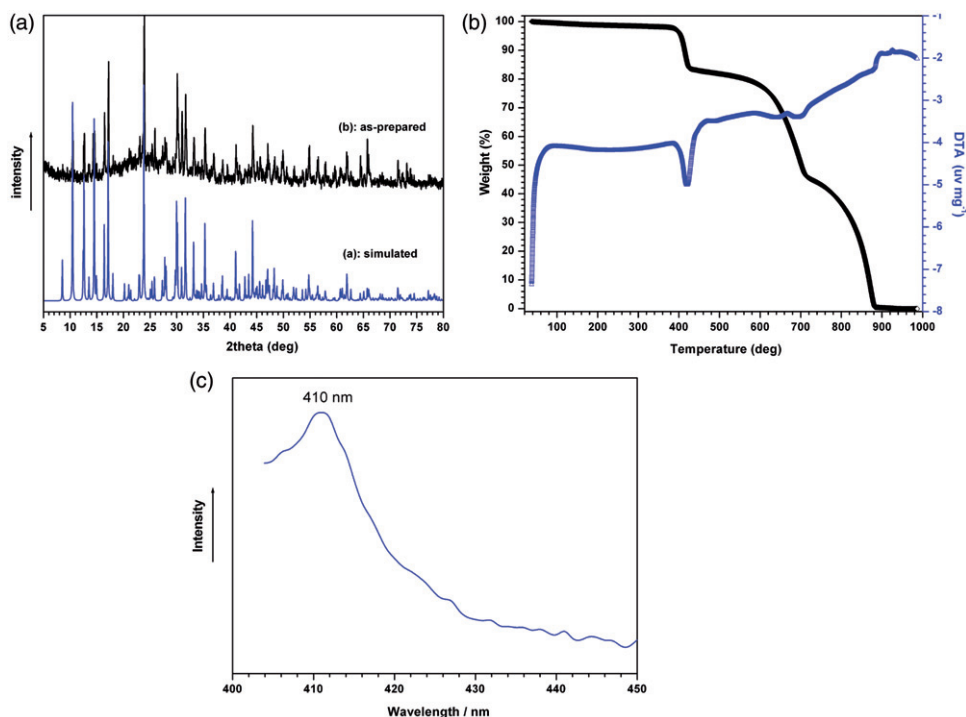 (a)
intensity
(b): as-prepared
(a): simulated
5 10 15 20 25 30 35 40 45 50 55 60 65 70 75 80
2theta (deg)
(b)
100
90
80
70
60
50
40
30
20
10
0
Weight (%)
-1
-2
-3
-4
-5
-6
-7
-8
DTA (uv mg⁻¹)
100 200 300 400 500 600 700 800 900 1000
Temperature (deg)
(c)
410 nm
Intensity
400 410 420 430 440 450
Wavelength / nm